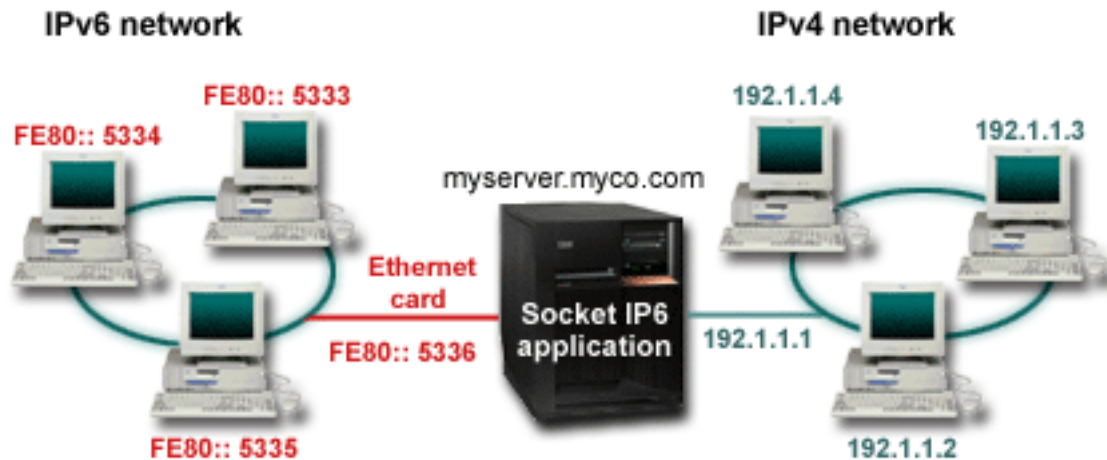 IPv6 network
IPv4 network
FE80:: 5333
FE80:: 5334
192.1.1.4
192.1.1.3
myserver.myco.com
Ethernet
card
Socket IP6
application
FE80:: 5336
192.1.1.1
FE80:: 5335
192.1.1.2